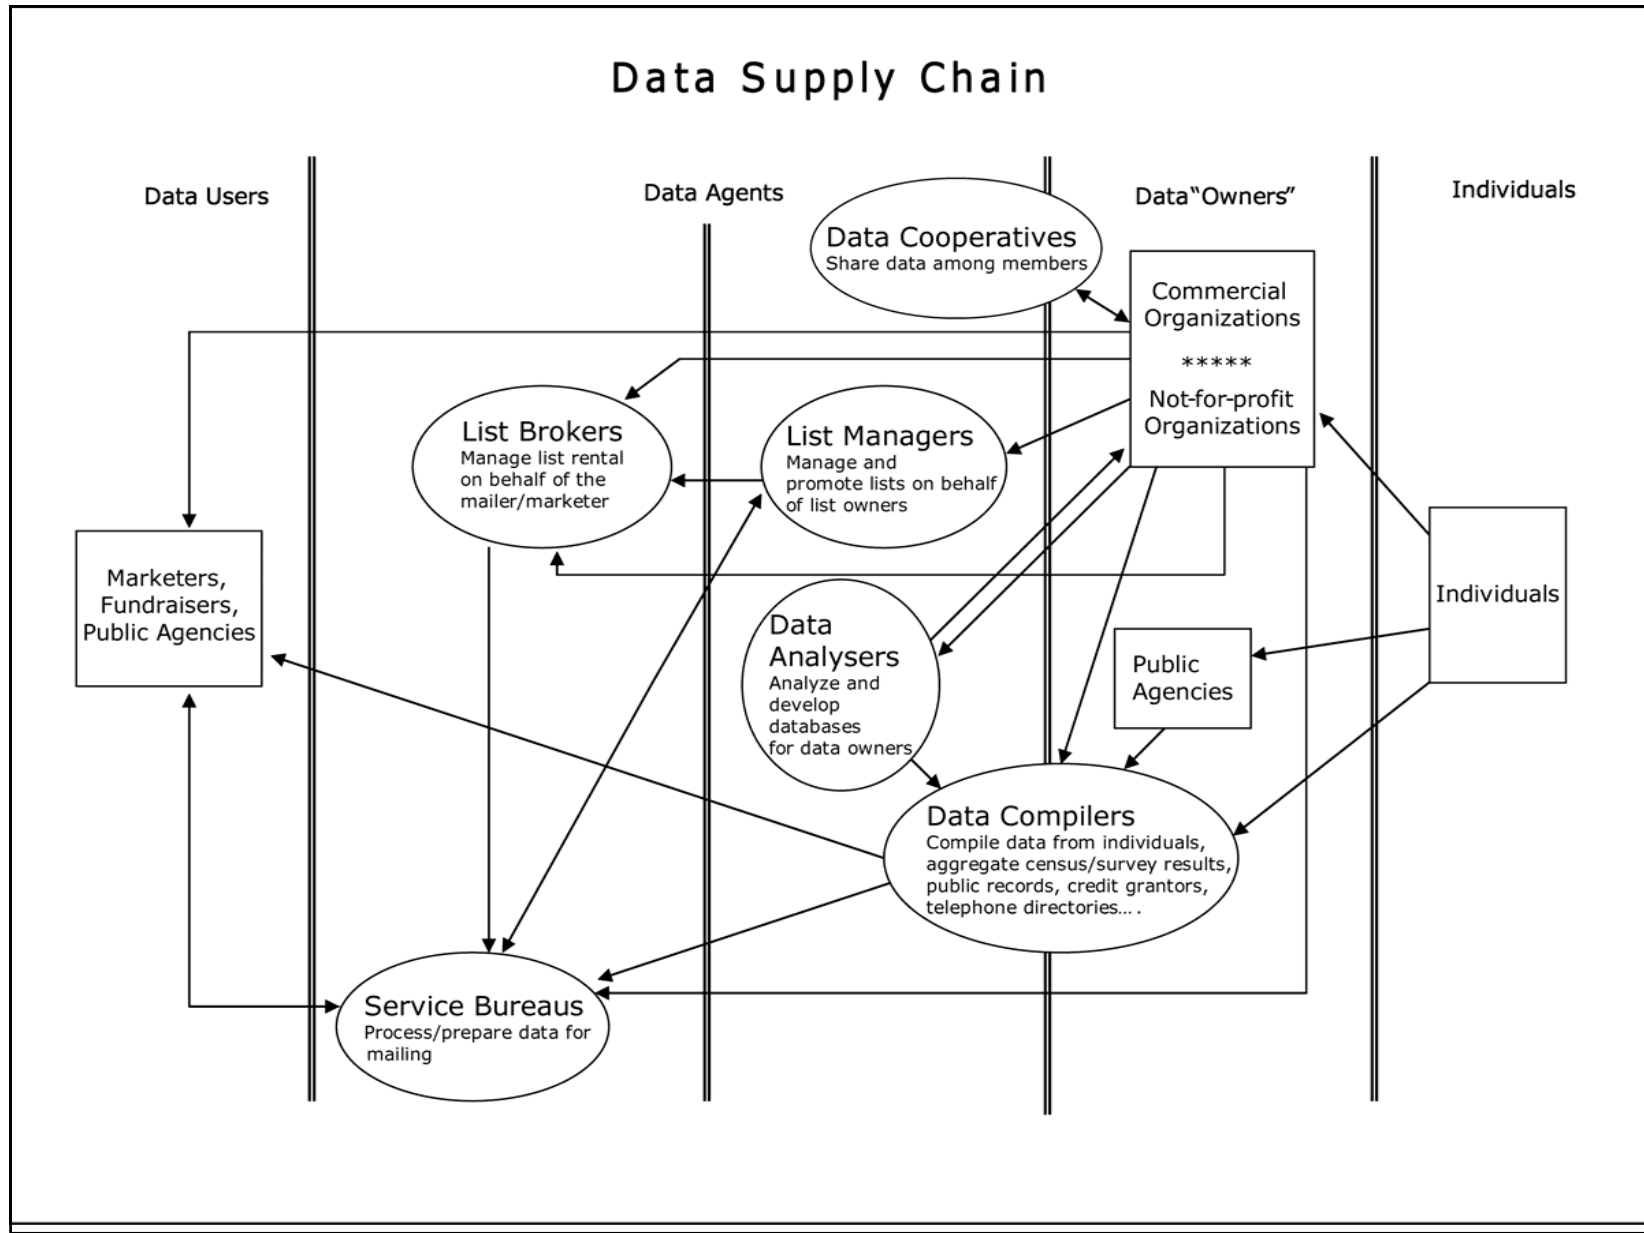 Data Supply Chain
Data Users
Data Agents
Data“Owners”
Individuals
Data Cooperatives
Share data among members
Commercial
Organizations
*****
Not-for-profit
Organizations
List Brokers
Manage list rental
on behalf of the
mailer/marketer
List Managers
Manage and
promote lists on behalf
of list owners
Marketers,
Fundraisers,
Public Agencies
Individuals
Data
Analysers
Analyze and
develop
databases
for data owners
Public
Agencies
Data Compilers
Compile data from individuals,
aggregate census/survey results,
public records, credit grantors,
telephone directories....
Service Bureaus
Process/prepare data for
mailing